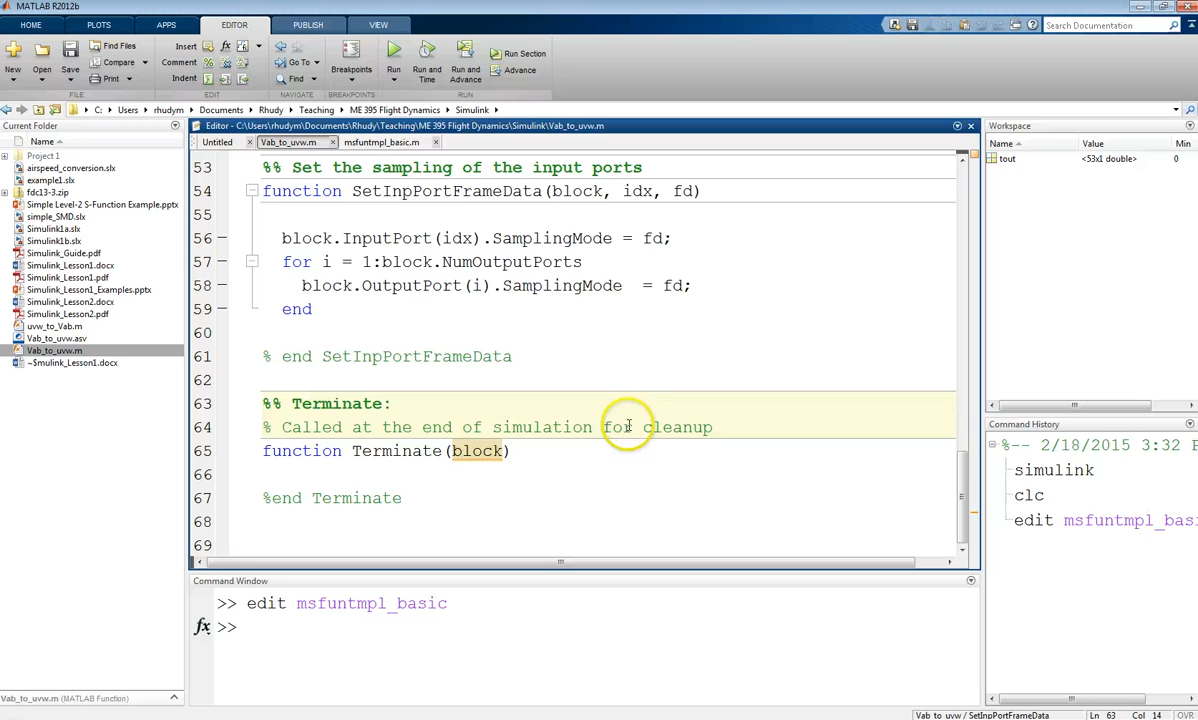 MATLAB R2012b
HOME PLOTS APPS EDITOR PUBLISH VIEW Search Documentation
New Open Save Find Files Compare Print Insert Comment Indent Go To Find Breakpoints Run Run and Time Run and Advance Run Section Advance
FILE EDIT NAVIGATE BREAKPOINTS RUN
C: Users rhudym Documents Rhudy Teaching ME 395 Flight Dynamics Simulink
Current Folder
Name
Project 1
airspeed_conversion.slx
example1.slx
fdc13-3.zip
Simple Level-2 S-Function Example.pptx
simple_SMD.slx
Simulink1a.slx
Simulink1b.slx
Simulink_Guide.pdf
Simulink_Lesson1.docx
Simulink_Lesson1.pdf
Simulink_Lesson1_Examples.pptx
Simulink_Lesson2.docx
Simulink_Lesson2.pdf
uvw_to_Vab.m
Vab_to_uvw.asv
Vab_to_uvw.m
~$mulink_Lesson1.docx
Vab_to_uvw.m (MATLAB Function)
Editor - C:\Users\rhudym\Documents\Rhudy\Teaching\ME 395 Flight Dynamics\Simulink\Vab_to_uvw.m
Untitled Vab_to_uvw.m msfuntmpl_basic.m
53 %% Set the sampling of the input ports
54 function SetInpPortFrameData(block, idx, fd)
55
56 block.InputPort(idx).SamplingMode = fd;
57 for i = 1:block.NumOutputPorts
58 block.OutputPort(i).SamplingMode = fd;
59 end
60
61 % end SetInpPortFrameData
62
63 %% Terminate:
64 % Called at the end of simulation for cleanup
65 function Terminate(block)
66
67 %end Terminate
68
69
Command Window
>> edit msfuntmpl_basic
fx >>
Workspace
Name Value Min
tout <53x1 double> 0
Command History
%-- 2/18/2015 3:32 P
simulink
clc
edit msfuntmpl_bas
Vab_to_uvw / SetInpPortFrameData Ln 63 Col 14 OVR